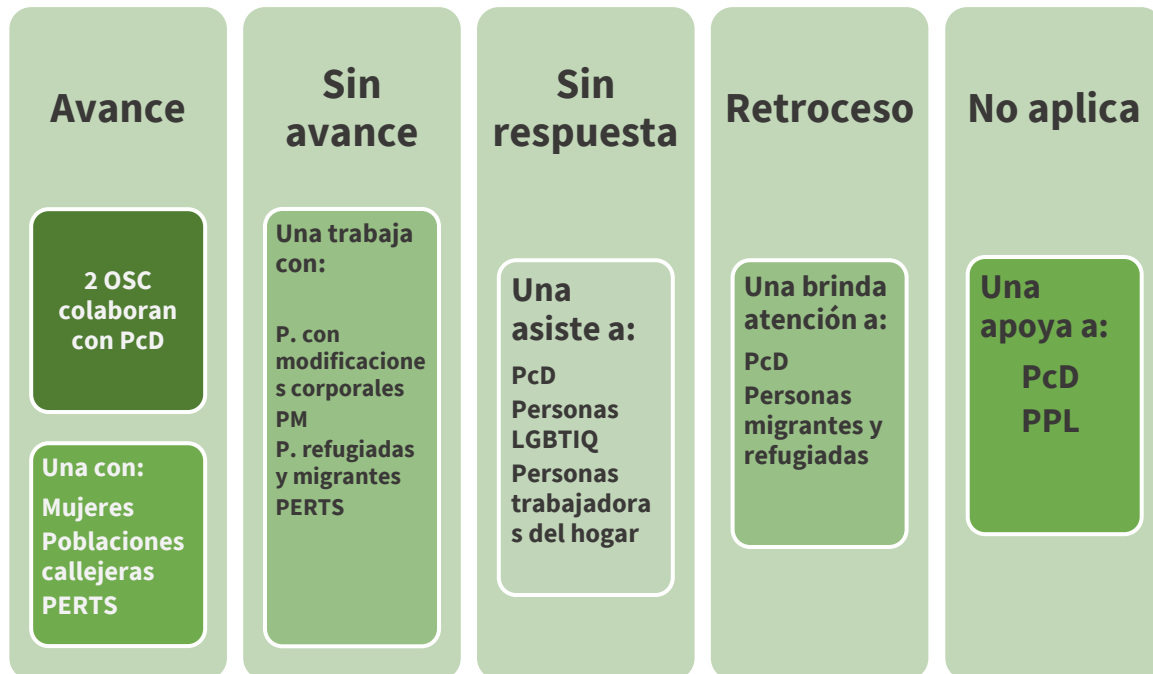 Avance
2 OSC
colaboran
con PcD
Una con:
Mujeres
Poblaciones
callejeras
PERTS
Sin
avance
Una trabaja
con:
P. con
modificacione
s corporales
PM
P. refugiadas
y migrantes
PERTS
Sin
respuesta
Una
asiste a:
PcD
Personas
LGBTIQ
Personas
trabajadora
s del hogar
Retroceso
Una brinda
atención a:
PcD
Personas
migrantes y
refugiadas
No aplica
Una
apoya a:
PcD
PPL